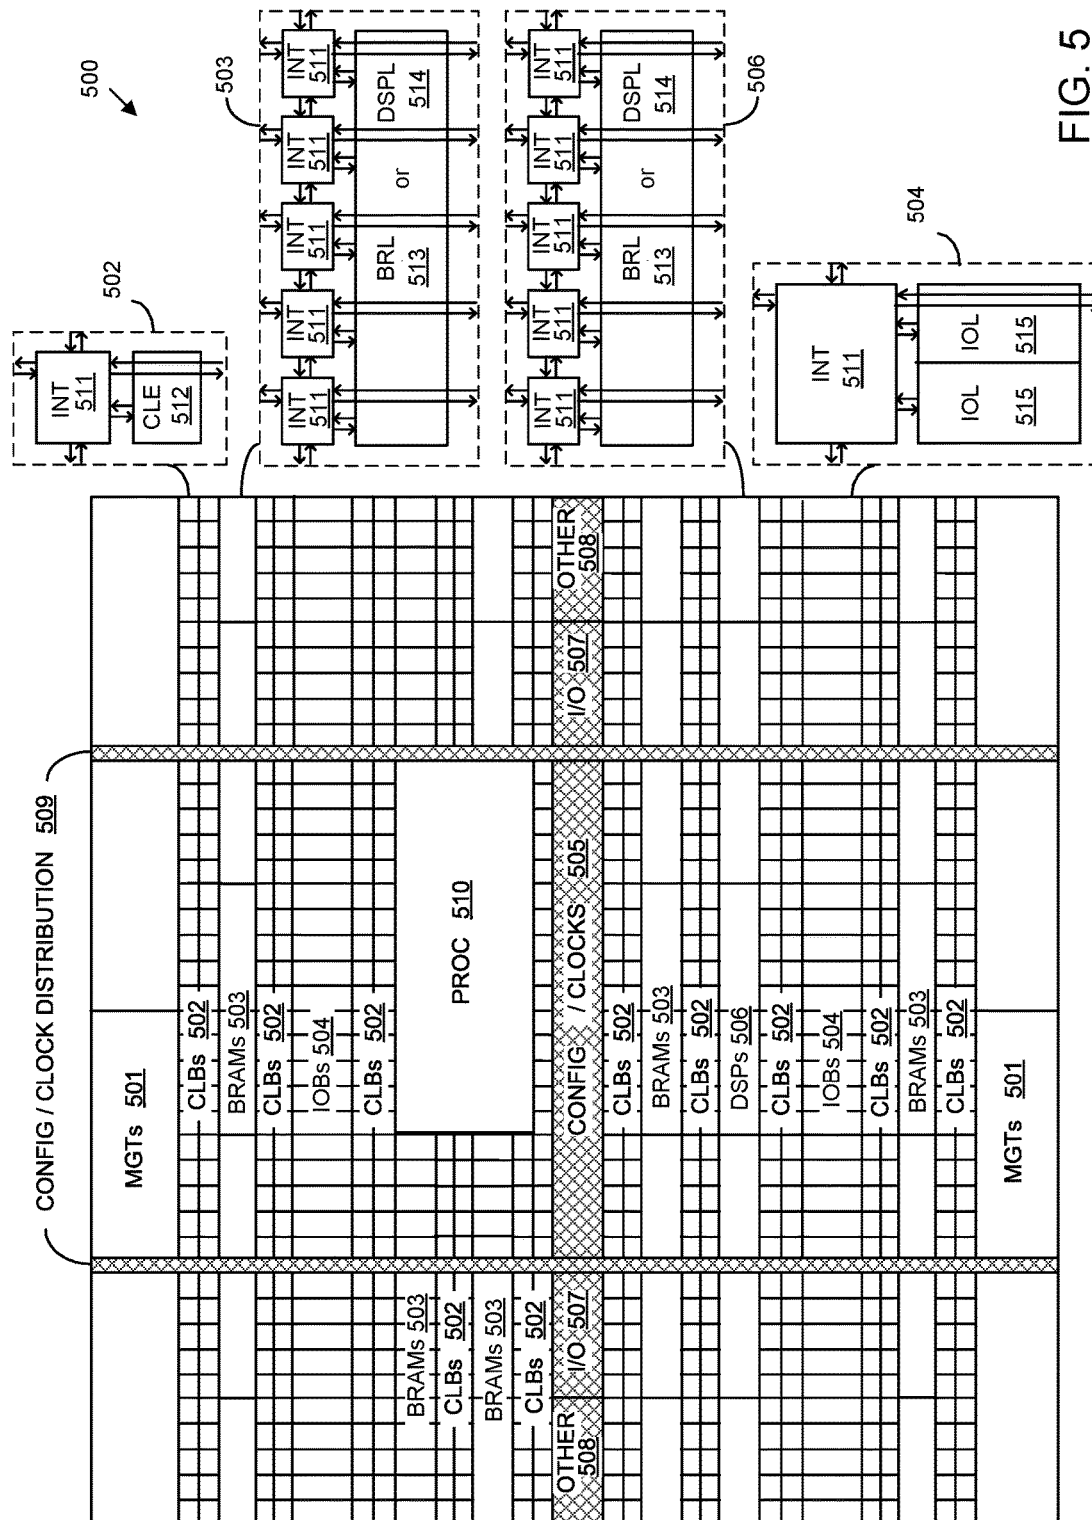 500
CONFIG / CLOCK DISTRIBUTION 509
MGTs 501
CLBs 502
BRAMs 503
CLBs 502
IOBs 504
CLBs 502
BRAMs 503
CLBs 502
BRAMs 503
CLBs 502
PROC 510
OTHER 508
I/O 507
CONFIG / CLOCKS 505
I/O 507
OTHER 508
CLBs 502
BRAMs 503
CLBs 502
DSPs 506
CLBs 502
IOBs 504
CLBs 502
BRAMs 503
CLBs 502
MGTs 501
502
INT
511
CLE
512
503
INT INT INT INT INT
511 511 511 511 511
BRL or DSPL
513 514
INT INT INT INT INT
511 511 511 511 511
BRL or DSPL
513 514
506
504
INT
511
IOL IOL
515 515
FIG. 5